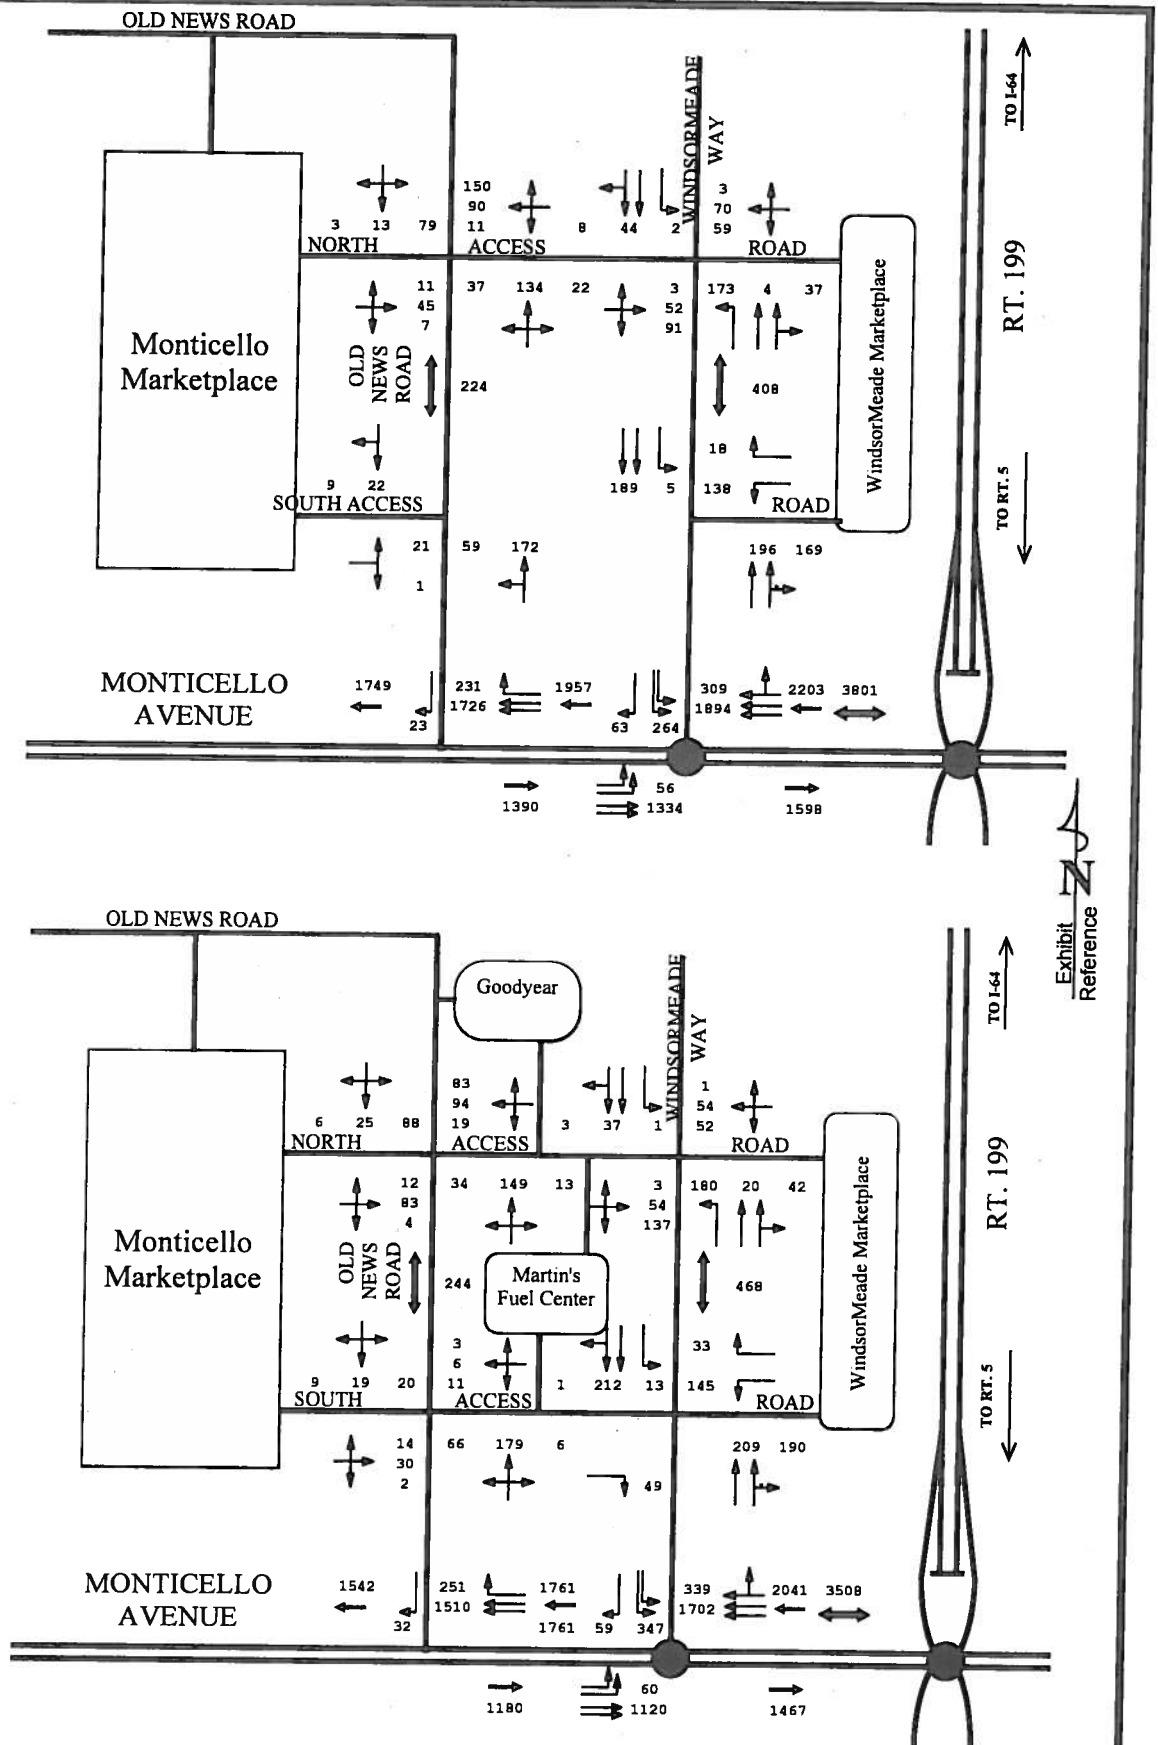 OLD NEWS ROAD
WINDSORMEADE
WAY
TO I-64
150
90
11
3 13 79
8 44 2
3
70
59
NORTH ACCESS ROAD
11
45
7
37 134 22
3
52
91
173 4 37
Monticello
Marketplace
OLD
NEWS
ROAD
224
408
WindsorMeade Marketplace
RT. 199
18
138
189 5
9 22
SOUTH ACCESS
ROAD
TO RT. 5
21
1
59 172
196 169
MONTICELLO
AVENUE
1749
23
231
1726
1957
63 264
309
1894
2203 3801
1390
56
1334
1598
N
Exhibit
Reference
OLD NEWS ROAD
Goodyear
WINDSORMEADE
WAY
TO I-64
83
94
19
6 25 88
3 37 1
1
54
52
NORTH ACCESS ROAD
12
83
4
34 149 13
3
54
137
180 20 42
Monticello
Marketplace
OLD
NEWS
ROAD
244
Martin's
Fuel Center
468
WindsorMeade Marketplace
RT. 199
3
6
11
33
145
9 19 20
1 212 13
SOUTH ACCESS ROAD
TO RT. 5
14
30
2
66 179 6
49
209 190
MONTICELLO
AVENUE
1542
32
251
1510
1761
1761
59 347
339
1702
2041 3508
1180
60
1120
1467